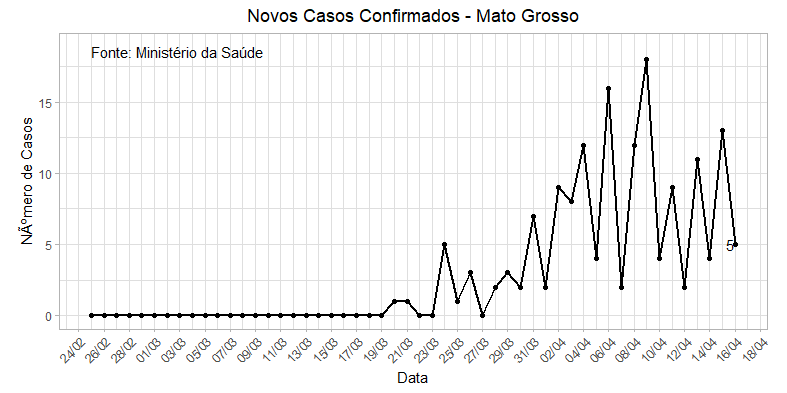 Novos Casos Confirmados - Mato Grosso
Fonte: Ministério da Saúde
NÃºrmero de Casos
15
10
5
0
5
24/02 26/02 28/02 01/03 03/03 05/03 07/03 09/03 11/03 13/03 15/03 17/03 19/03 21/03 23/03 25/03 27/03 29/03 31/03 02/04 04/04 06/04 08/04 10/04 12/04 14/04 16/04 18/04
Data